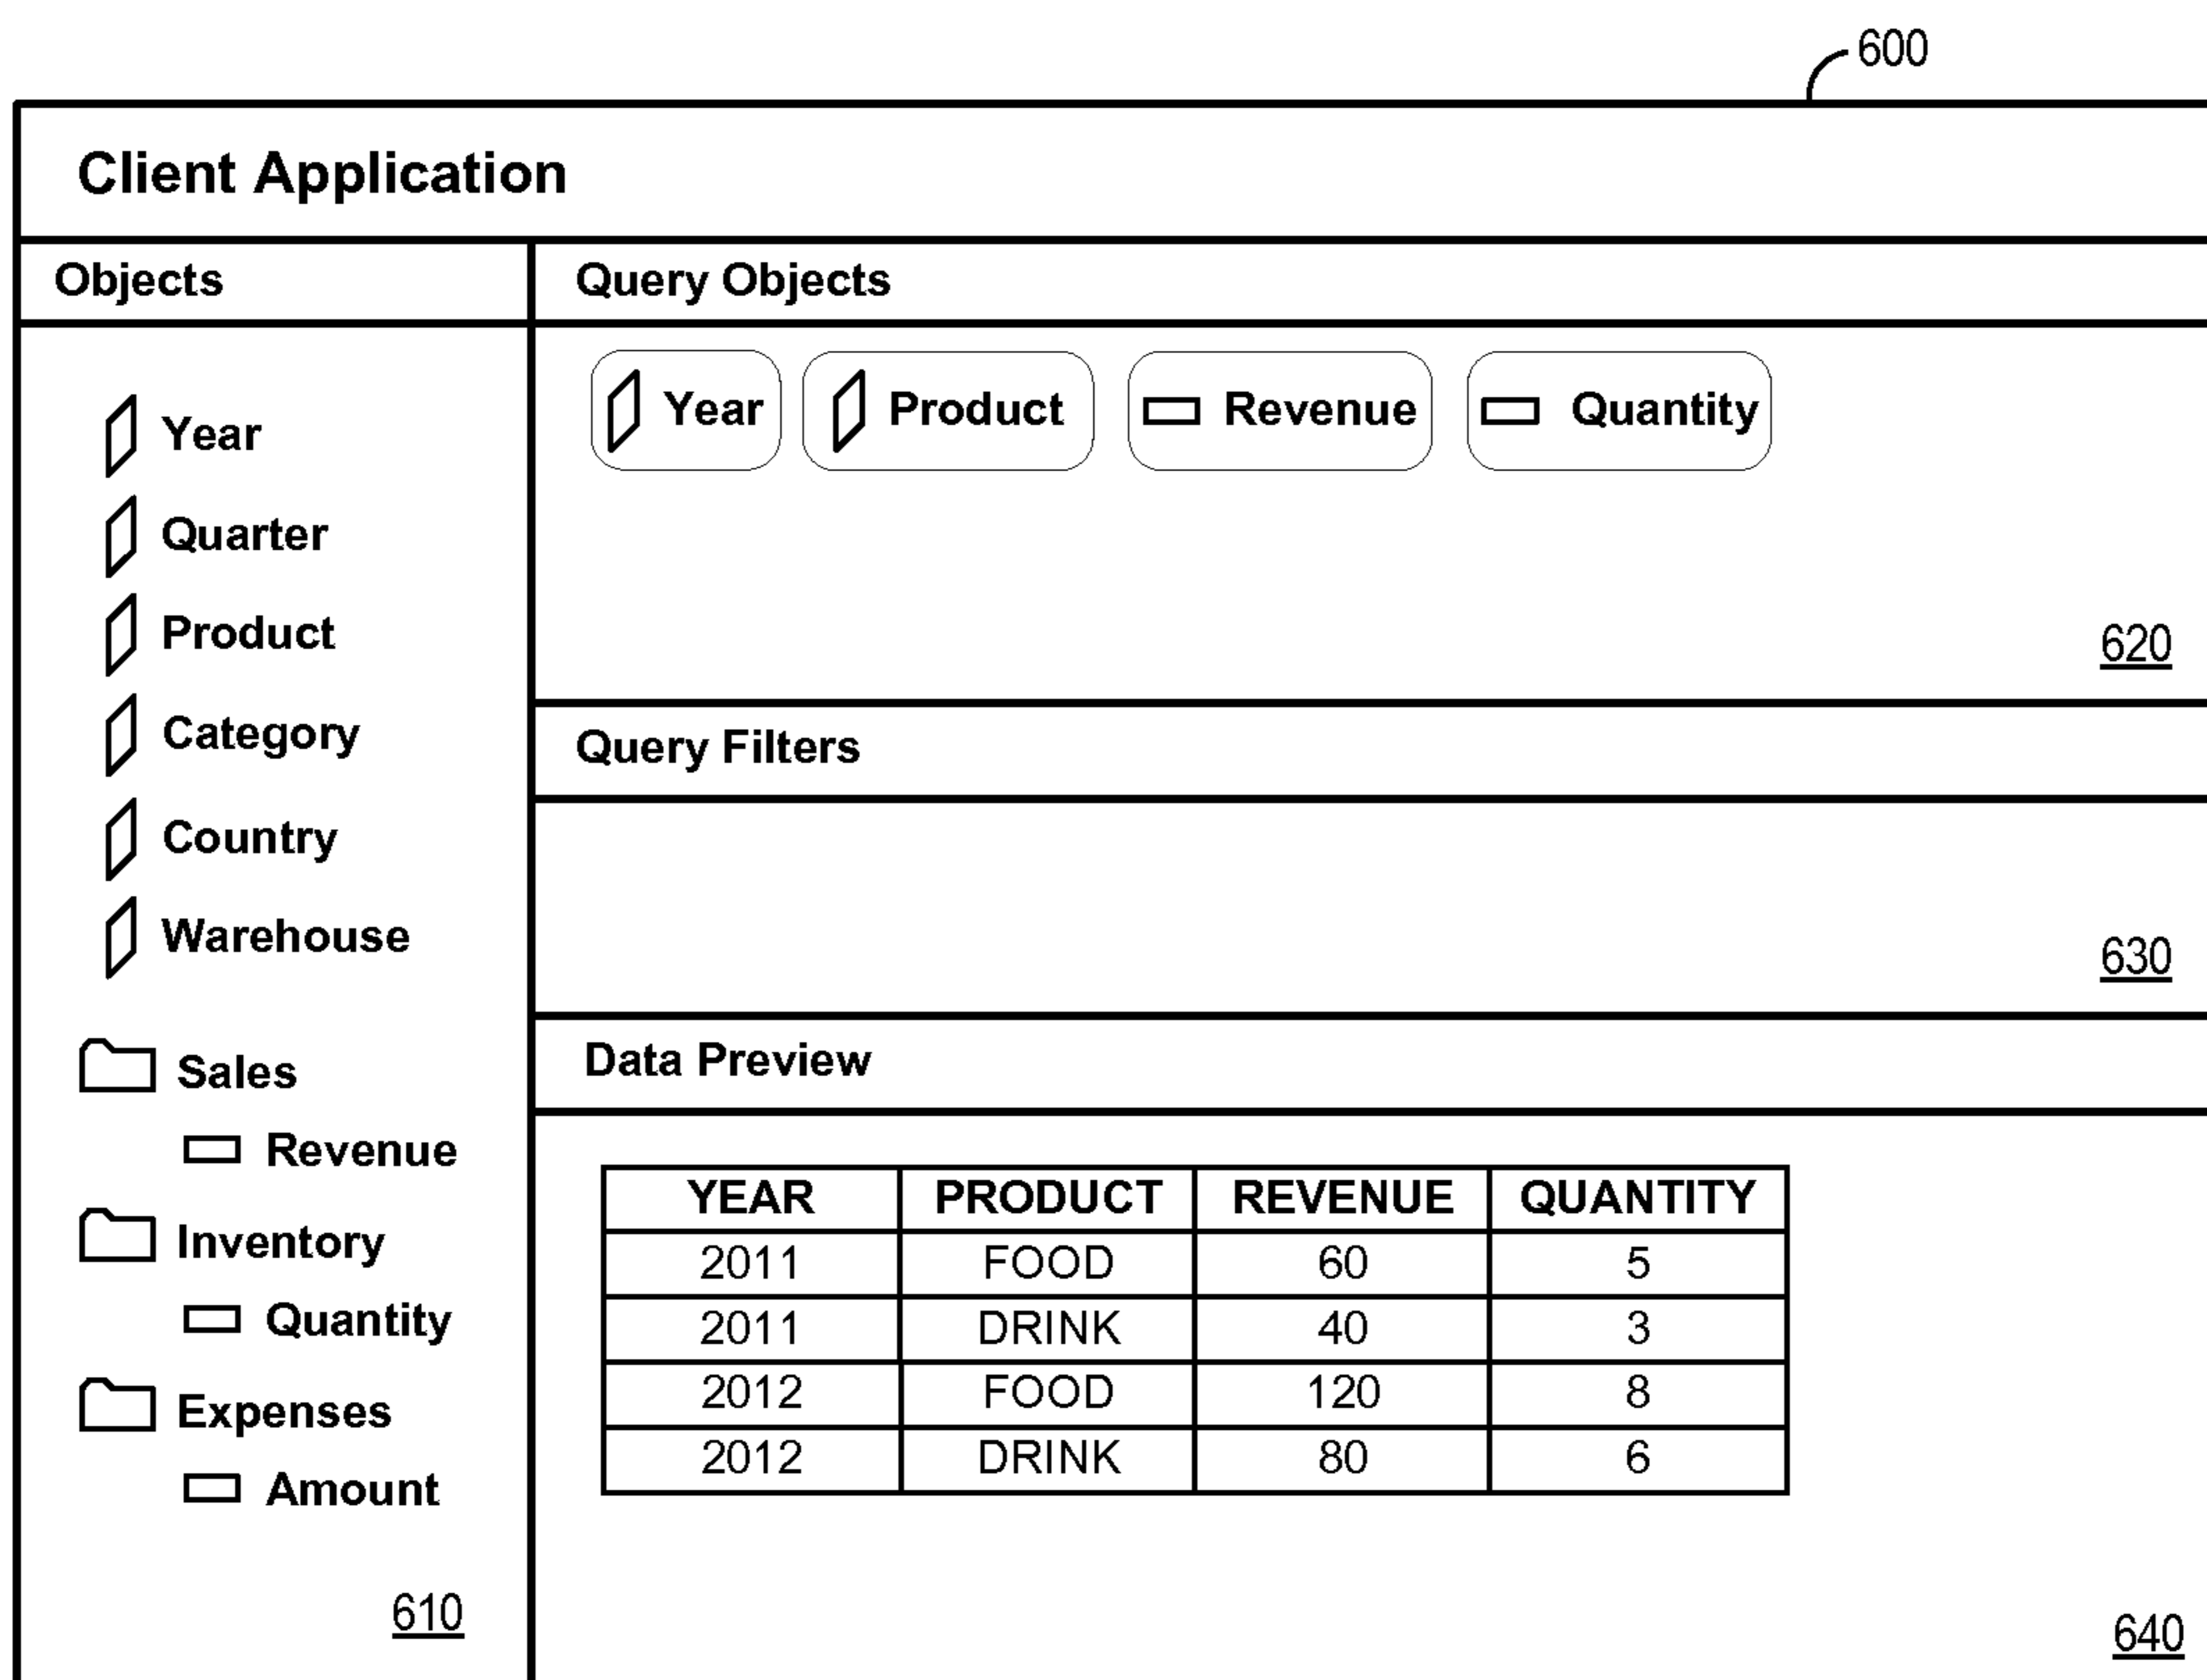 600
Client Application
Objects
Year
Quarter
Product
Category
Country
Warehouse
Sales
Revenue
Inventory
Quantity
Expenses
Amount
610
Query Objects
Year Product Revenue Quantity
620
Query Filters
630
Data Preview
YEAR PRODUCT REVENUE QUANTITY
2011 FOOD 60 5
2011 DRINK 40 3
2012 FOOD 120 8
2012 DRINK 80 6
640